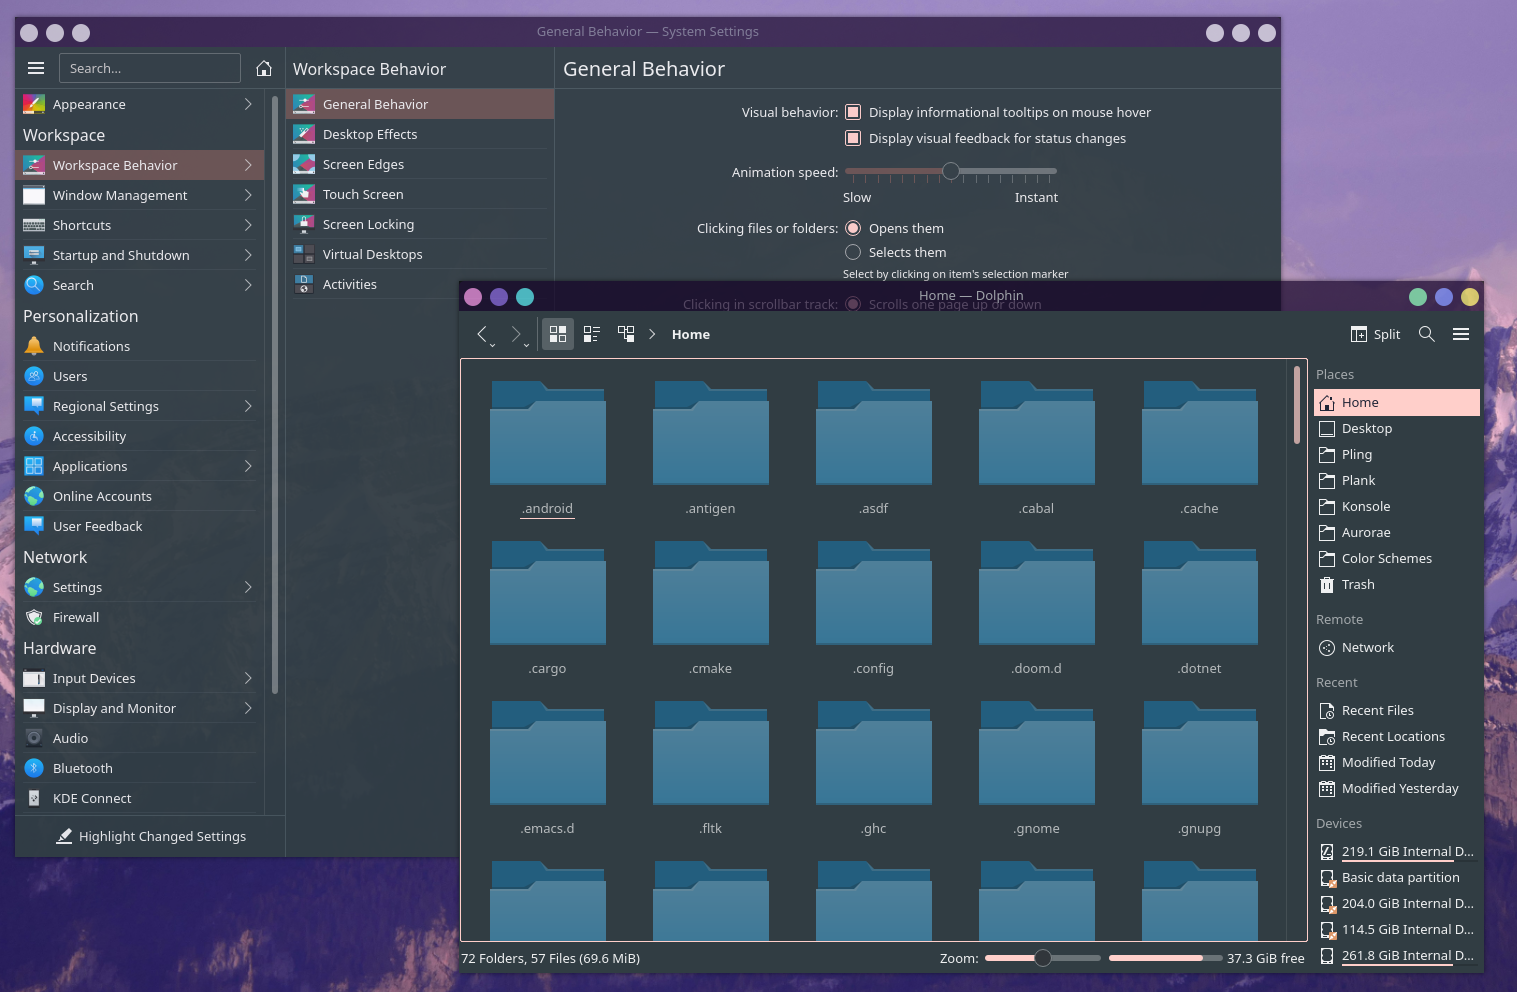 General Behavior — System Settings
Search...
Workspace Behavior
General Behavior
Appearance
Workspace
Workspace Behavior
Window Management
Shortcuts
Startup and Shutdown
Search
Personalization
Notifications
Users
Regional Settings
Accessibility
Applications
Online Accounts
User Feedback
Network
Settings
Firewall
Hardware
Input Devices
Display and Monitor
Audio
Bluetooth
KDE Connect
Highlight Changed Settings
General Behavior
Desktop Effects
Screen Edges
Touch Screen
Screen Locking
Virtual Desktops
Activities
Visual behavior: Display informational tooltips on mouse hover
Display visual feedback for status changes
Animation speed:
Slow Instant
Clicking files or folders: Opens them
Selects them
Select by clicking on item's selection marker
Clicking in scrollbar track: Scrolls one page up or down
Home — Dolphin
Home
Split
.android .antigen .asdf .cabal .cache
.cargo .cmake .config .doom.d .dotnet
.emacs.d .fltk .ghc .gnome .gnupg
72 Folders, 57 Files (69.6 MiB)
Zoom:
37.3 GiB free
Places
Home
Desktop
Pling
Plank
Konsole
Aurorae
Color Schemes
Trash
Remote
Network
Recent
Recent Files
Recent Locations
Modified Today
Modified Yesterday
Devices
219.1 GiB Internal D...
Basic data partition
204.0 GiB Internal D...
114.5 GiB Internal D...
261.8 GiB Internal D...